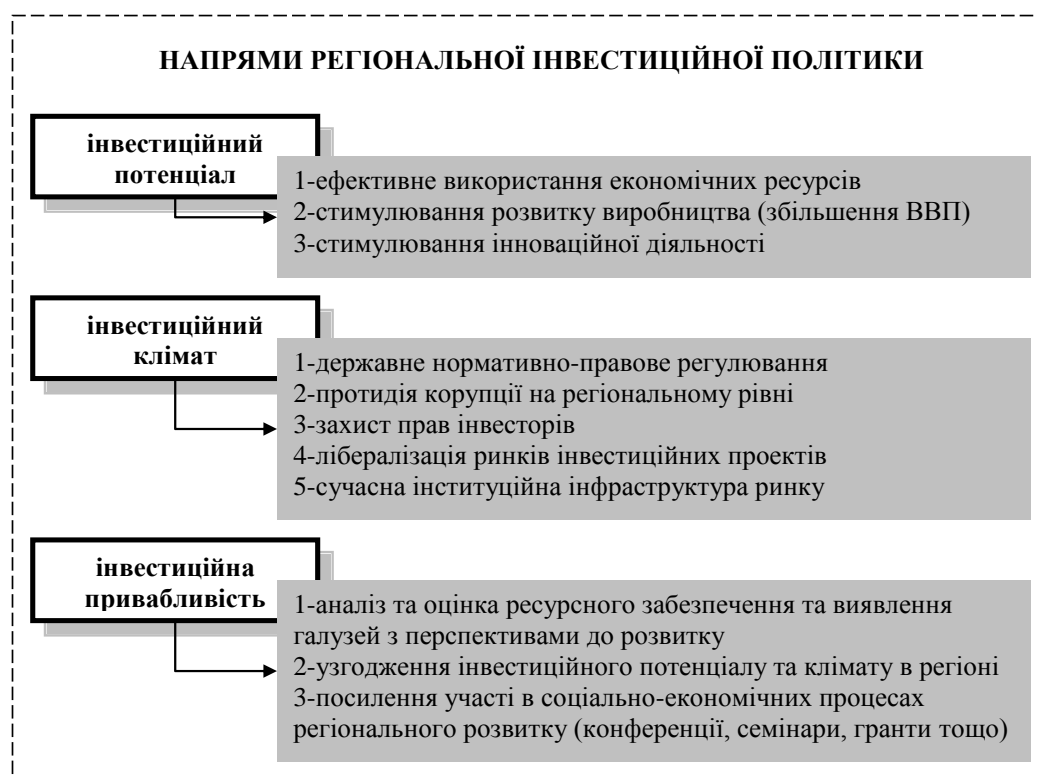 НАПРЯМИ РЕГІОНАЛЬНОЇ ІНВЕСТИЦІЙНОЇ ПОЛІТИКИ
інвестиційний
потенціал
1-ефективне використання економічних ресурсів
2-стимулювання розвитку виробництва (збільшення ВВП)
3-стимулювання інноваційної діяльності
інвестиційний
клімат
1-державне нормативно-правове регулювання
2-протидія корупції на регіональному рівні
3-захист прав інвесторів
4-лібералізація ринків інвестиційних проектів
5-сучасна інституційна інфраструктура ринку
інвестиційна
привабливість
1-аналіз та оцінка ресурсного забезпечення та виявлення
галузей з перспективами до розвитку
2-узгодження інвестиційного потенціалу та клімату в регіоні
3-посилення участі в соціально-економічних процесах
регіонального розвитку (конференції, семінари, гранти тощо)